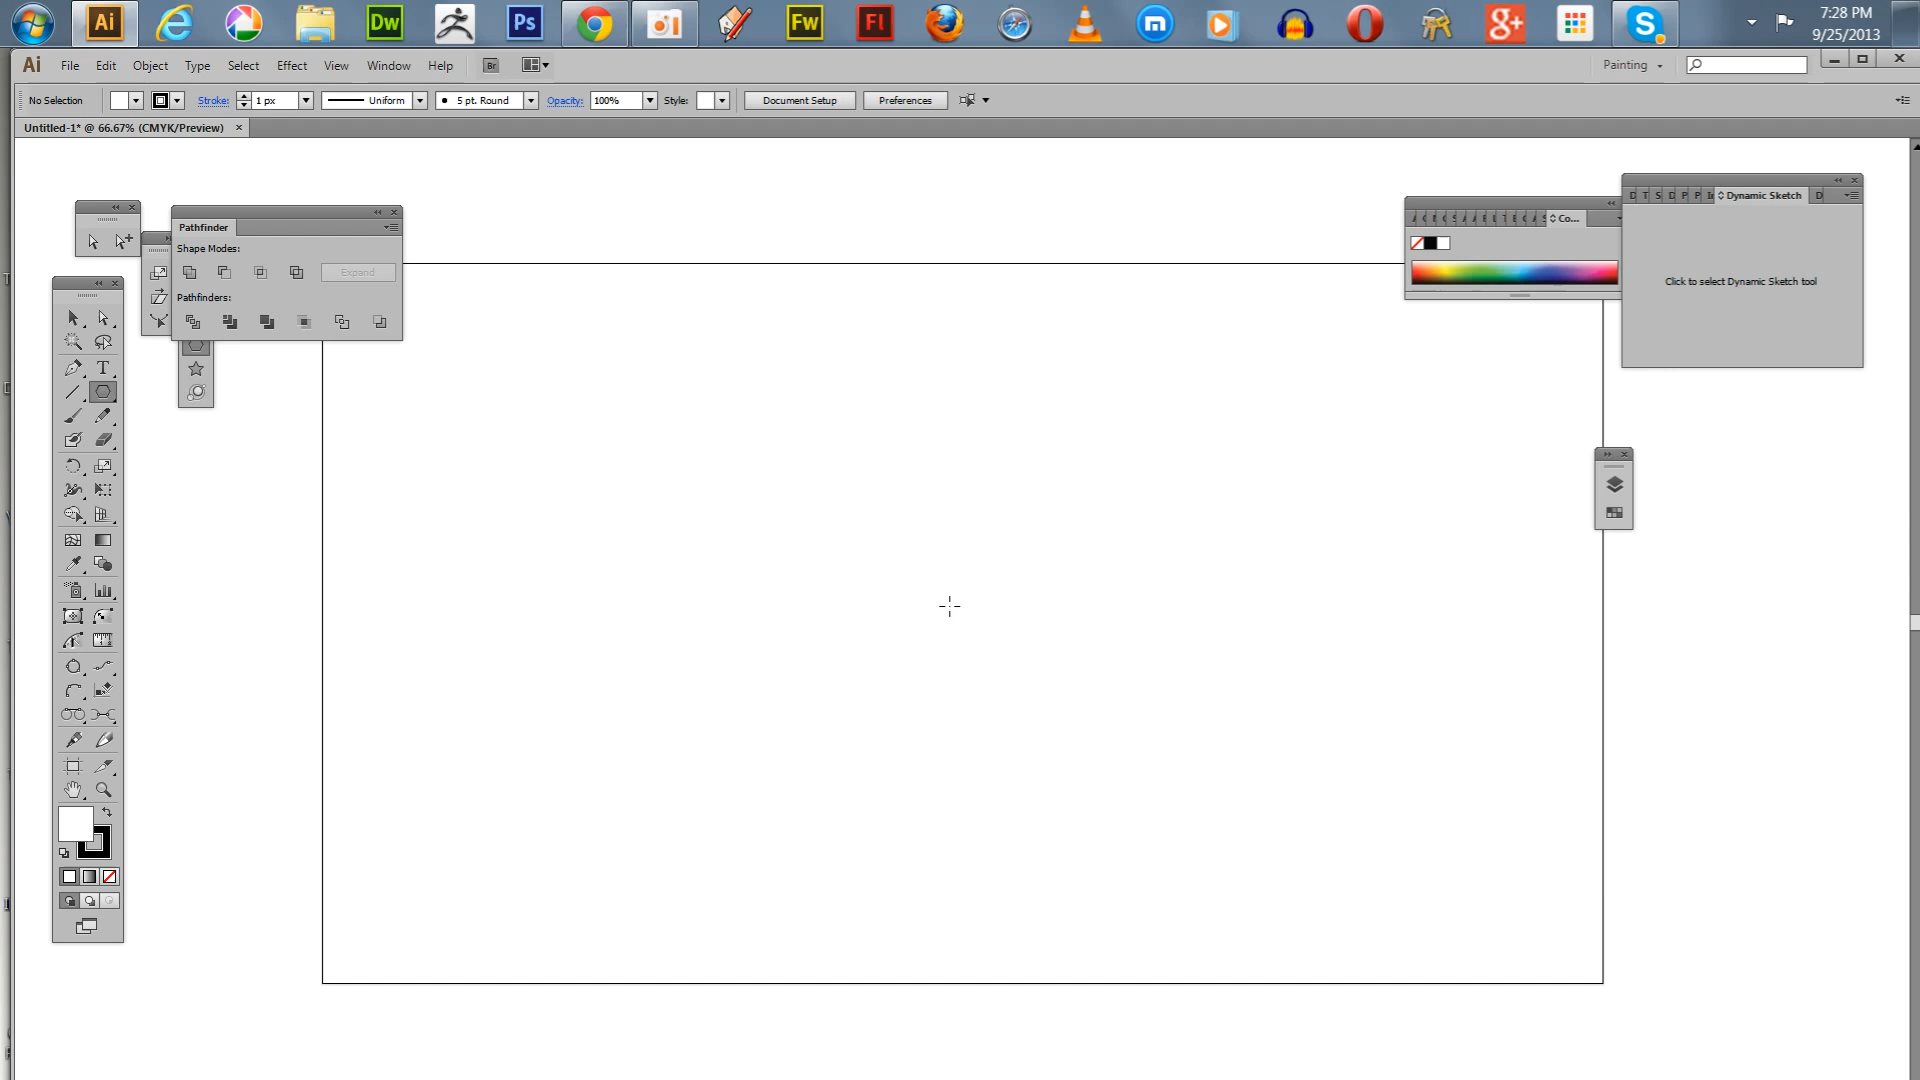 Ai
Dw
Ps
Fw
Fl
g+
7:28 PM
9/25/2013
Ai File Edit Object Type Select Effect View Window Help Br Painting
No Selection Stroke: 1 px Uniform 5 pt. Round Opacity: 100% Style: Document Setup Preferences
Untitled-1* @ 66.67% (CMYK/Preview)
D T S D P P Dynamic Sketch D
Pathfinder
Co...
Shape Modes:
Expand
Click to select Dynamic Sketch tool
Pathfinders: